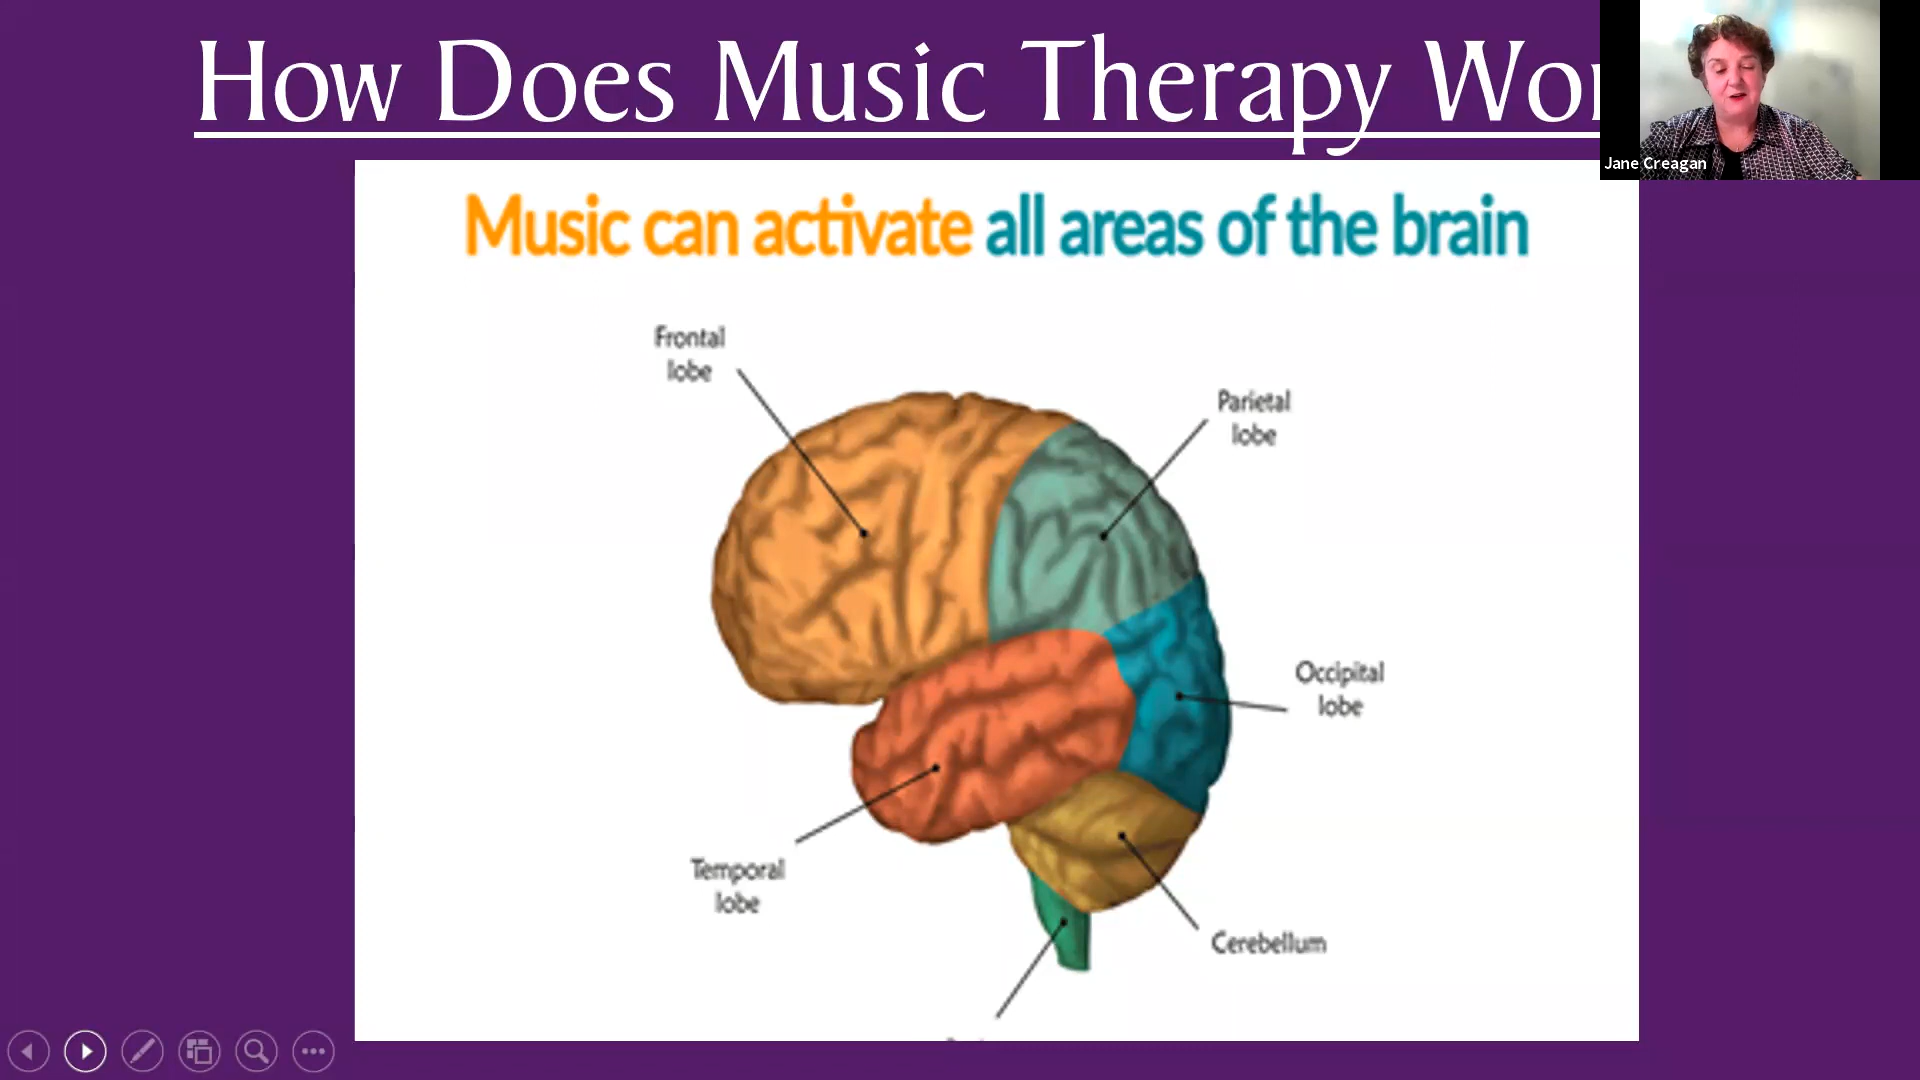 How Does Music Therapy Wo
Jane Creagan
Music can activate all areas of the brain
Frontal
lobe
Parietal
lobe
Occipital
lobe
Temporal
lobe
Cerebellum